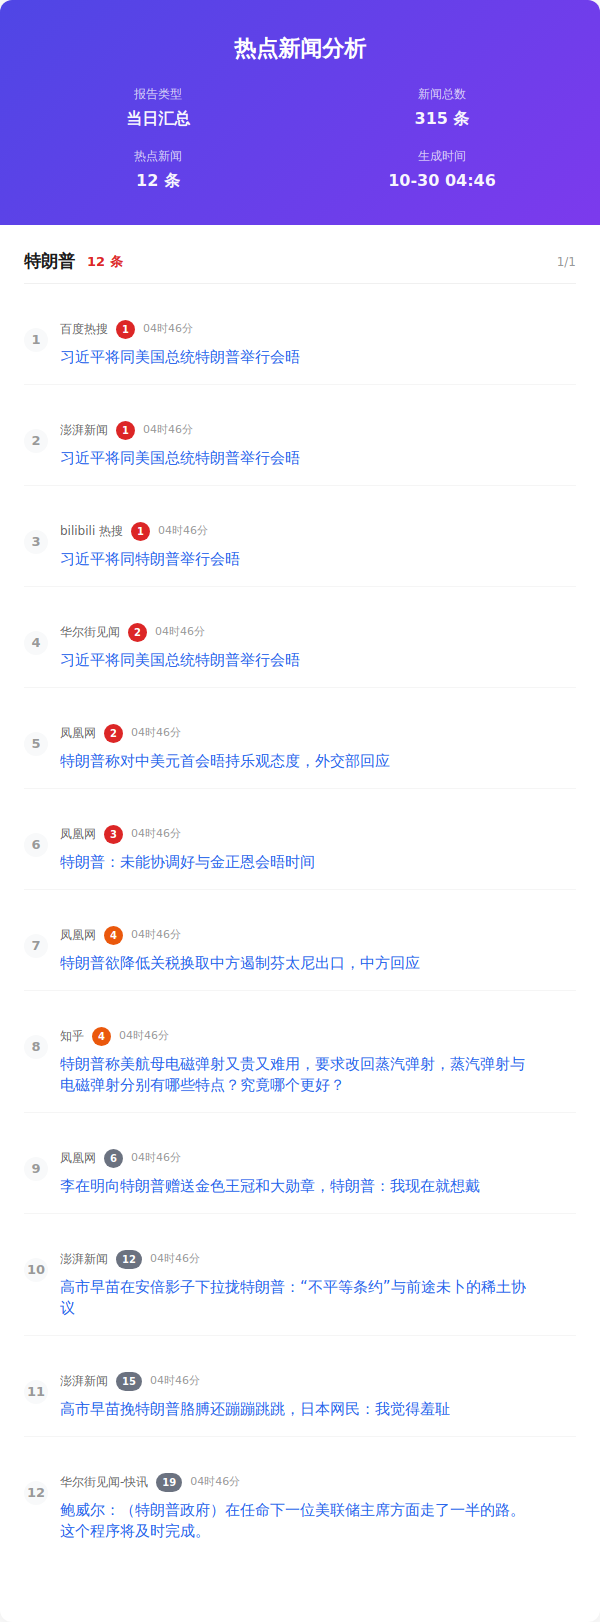 热点新闻分析
报告类型
当日汇总
新闻总数
315 条
热点新闻
12 条
生成时间
10-30 04:46
特朗普 12 条 1/1
1
百度热搜 1 04时46分
习近平将同美国总统特朗普举行会晤
2
澎湃新闻 1 04时46分
习近平将同美国总统特朗普举行会晤
3
bilibili 热搜 1 04时46分
习近平将同特朗普举行会晤
4
华尔街见闻 2 04时46分
习近平将同美国总统特朗普举行会晤
5
凤凰网 2 04时46分
特朗普称对中美元首会晤持乐观态度，外交部回应
6
凤凰网 3 04时46分
特朗普：未能协调好与金正恩会晤时间
7
凤凰网 4 04时46分
特朗普欲降低关税换取中方遏制芬太尼出口，中方回应
8
知乎 4 04时46分
特朗普称美航母电磁弹射又贵又难用，要求改回蒸汽弹射，蒸汽弹射与
电磁弹射分别有哪些特点？究竟哪个更好？
9
凤凰网 6 04时46分
李在明向特朗普赠送金色王冠和大勋章，特朗普：我现在就想戴
10
澎湃新闻 12 04时46分
高市早苗在安倍影子下拉拢特朗普：“不平等条约”与前途未卜的稀土协
议
11
澎湃新闻 15 04时46分
高市早苗挽特朗普胳膊还蹦蹦跳跳，日本网民：我觉得羞耻
12
华尔街见闻-快讯 19 04时46分
鲍威尔：（特朗普政府）在任命下一位美联储主席方面走了一半的路。
这个程序将及时完成。